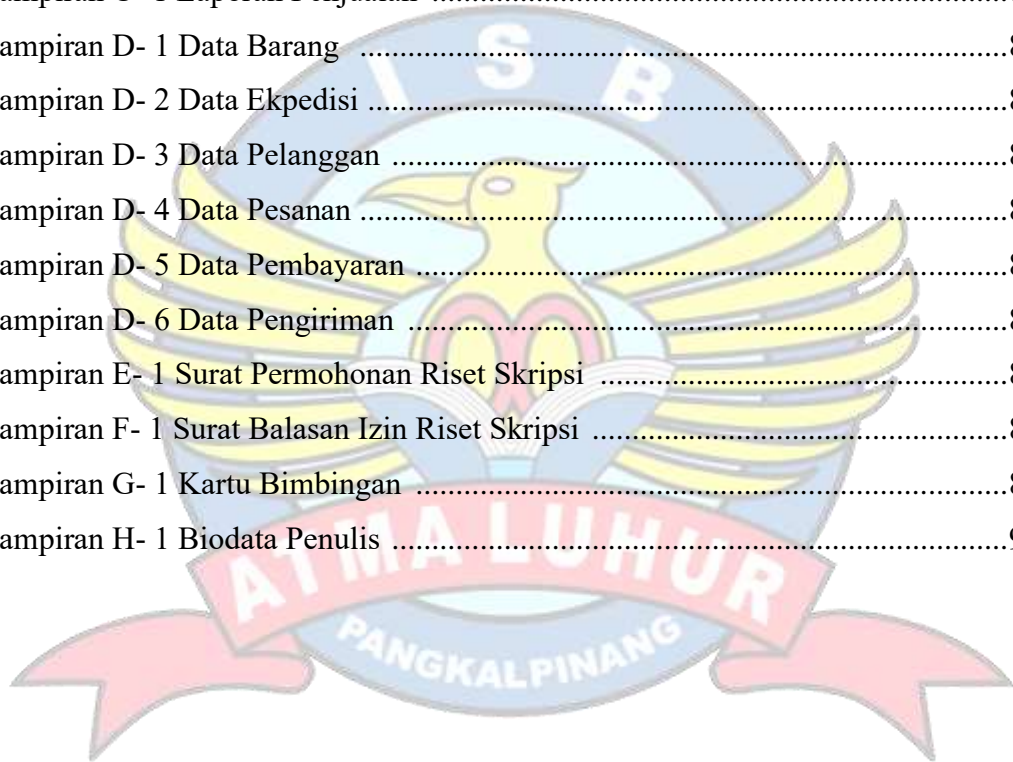 ampiran D- 1 Data Barang ........................................................................8
ampiran D- 2 Data Ekpedisi ........................................................................8
ampiran D- 3 Data Pelanggan ........................................................................8
ampiran D- 4 Data Pesanan ........................................................................8
ampiran D- 5 Data Pembayaran ........................................................................8
ampiran D- 6 Data Pengiriman ........................................................................8
ampiran E- 1 Surat Permohonan Riset Skripsi ........................................................................8
ampiran F- 1 Surat Balasan Izin Riset Skripsi ........................................................................8
ampiran G- 1 Kartu Bimbingan ........................................................................8
ampiran H- 1 Biodata Penulis ........................................................................9
I S B
ATMA LUHUR
PANGKALPINANG